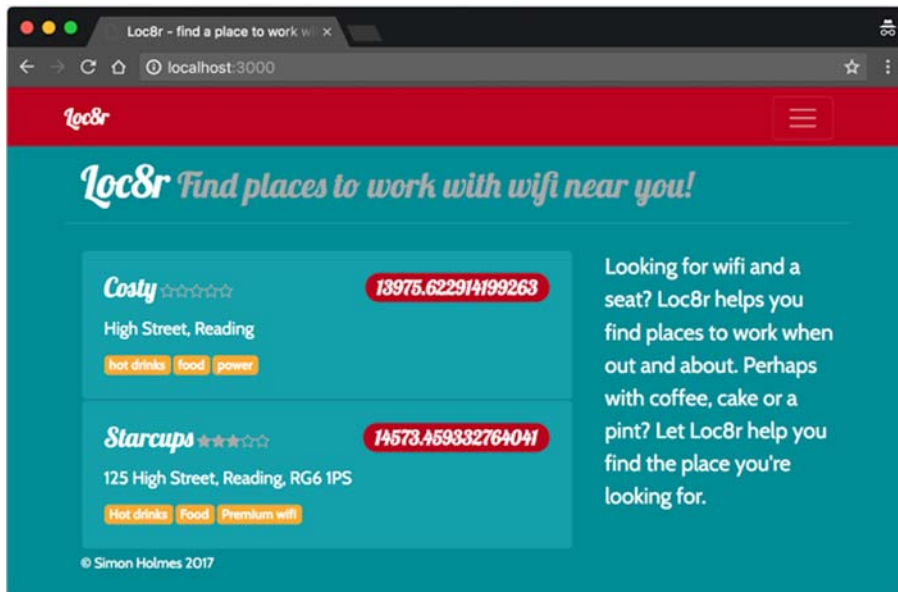 Loc8r - find a place to work wi
localhost:3000
Loc8r
Loc8r Find places to work with wifi near you!
Costy 13975.622914199263
High Street, Reading
hot drinks food power
Starcups 14573.459332764041
125 High Street, Reading, RG6 1PS
Hot drinks Food Premium wifi
Looking for wifi and a
seat? Loc8r helps you
find places to work when
out and about. Perhaps
with coffee, cake or a
pint? Let Loc8r help you
find the place you're
looking for.
© Simon Holmes 2017